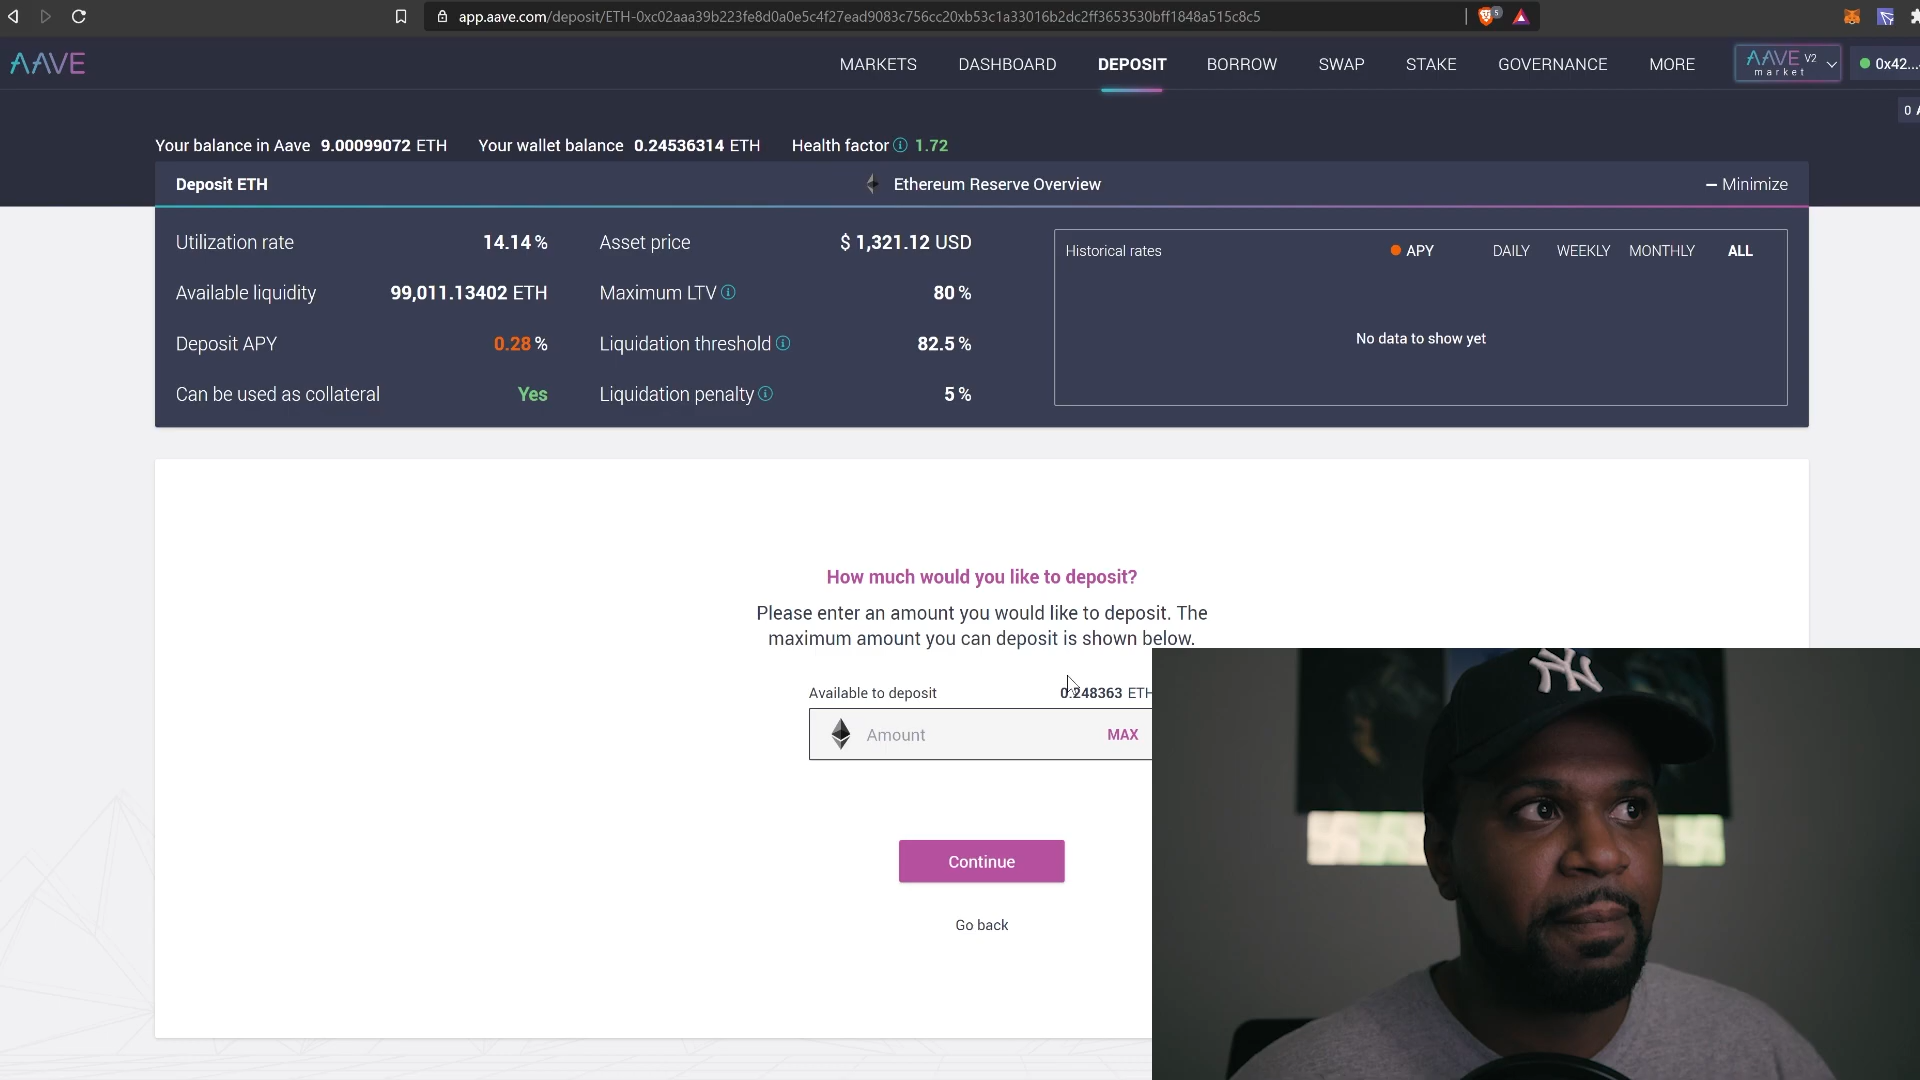 app.aave.com/deposit/ETH-0xc02aaa39b223fe8d0a0e5c4f27ead9083c756cc20xb53c1a33016b2dc2ff3653530bff1848a515c8c5
5
AAVE
MARKETS
DASHBOARD
DEPOSIT
BORROW
SWAP
STAKE
GOVERNANCE
MORE
AAVE V2
market
0x42...
0
Your balance in Aave 9.00099072 ETH
Your wallet balance 0.24536314 ETH
Health factor 1.72
Deposit ETH
Ethereum Reserve Overview
Minimize
Utilization rate 14.14 %
Asset price $ 1,321.12 USD
Available liquidity 99,011.13402 ETH
Maximum LTV 80 %
Deposit APY 0.28 %
Liquidation threshold 82.5 %
Can be used as collateral Yes
Liquidation penalty 5 %
Historical rates
APY
DAILY
WEEKLY
MONTHLY
ALL
No data to show yet
How much would you like to deposit?
Please enter an amount you would like to deposit. The
maximum amount you can deposit is shown below.
Available to deposit 0.248363 ETH
Amount
MAX
Continue
Go back
NY